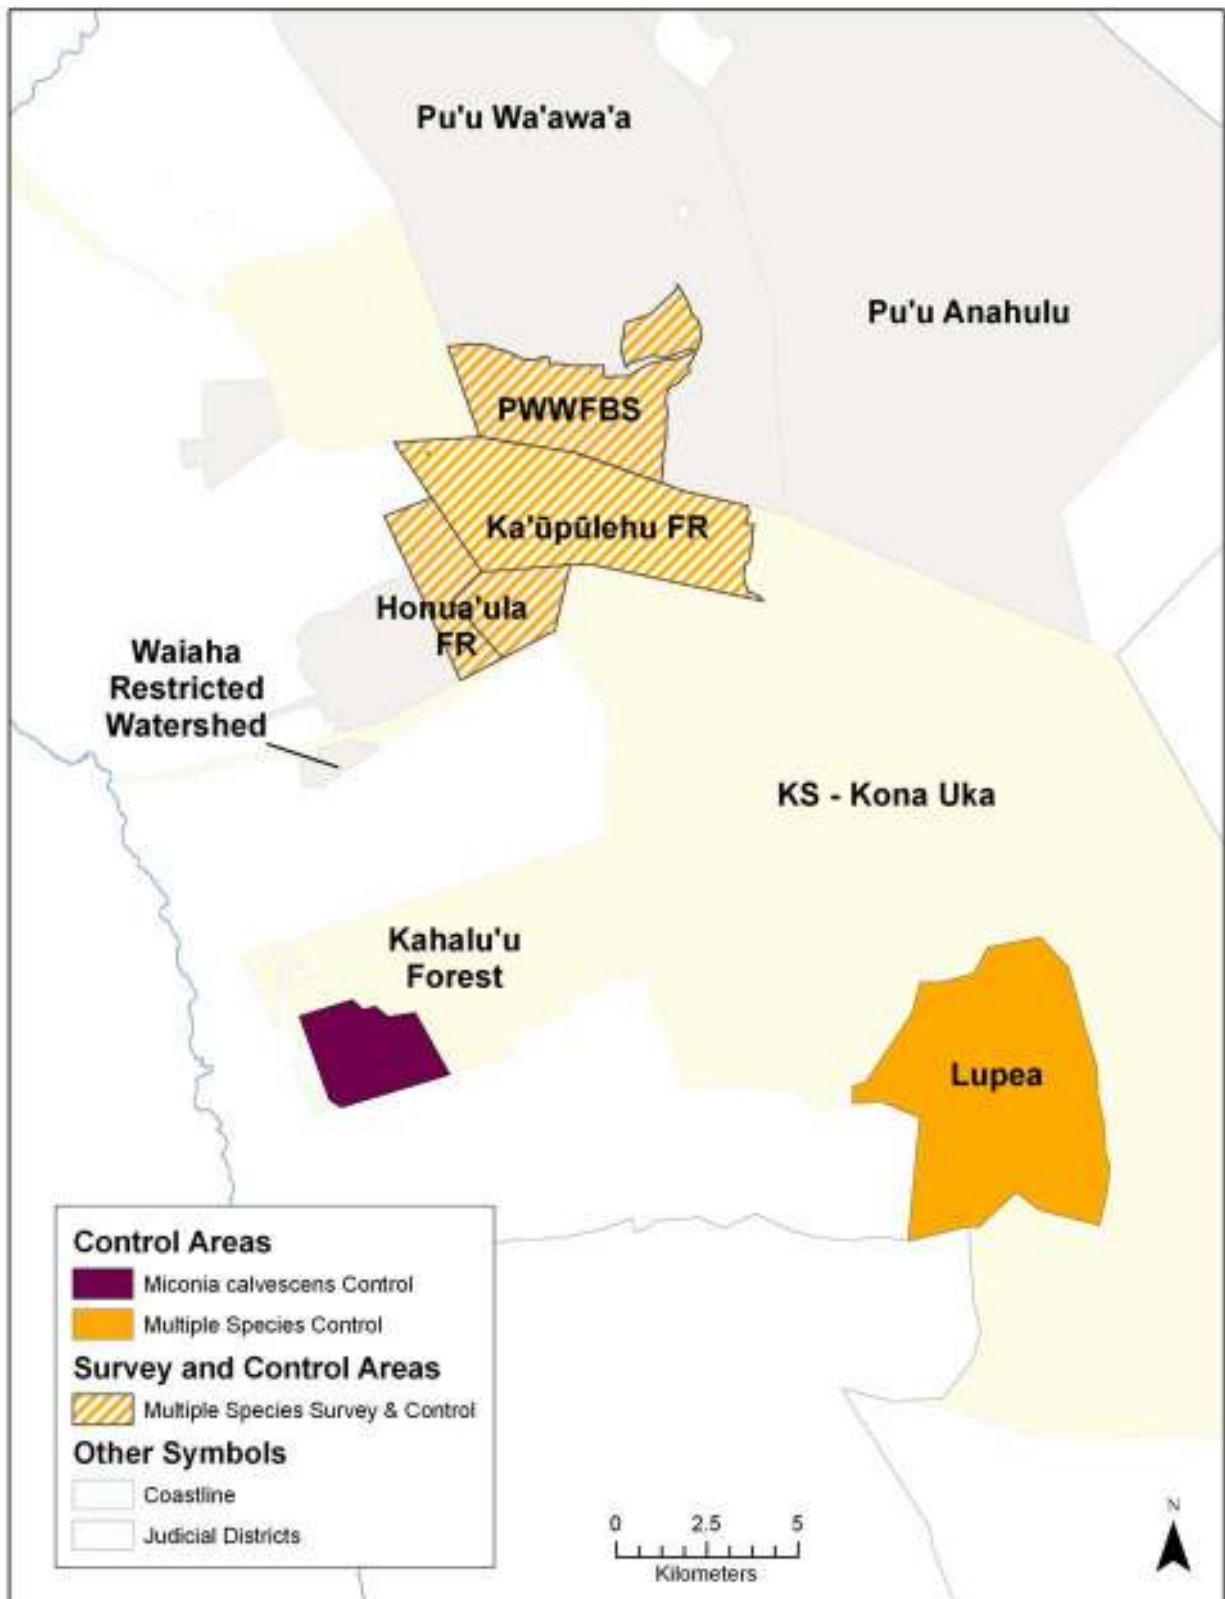 Pu'u Wa'awa'a
Pu'u Anahulu
PWWFBS
Ka'ūpūlehu FR
Honua'ula
FR
Waiaha
Restricted
Watershed
KS - Kona Uka
Kahalu'u
Forest
Lupea
Control Areas
Miconia calvescens Control
Multiple Species Control
Survey and Control Areas
Multiple Species Survey & Control
Other Symbols
Coastline
Judicial Districts
0 2.5 5
Kilometers
N